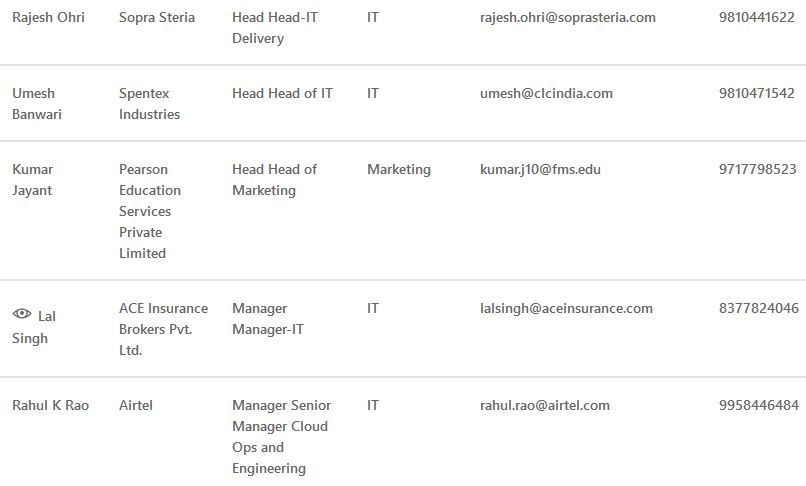 Rajesh Ohri Sopra Steria Head Head-IT IT rajesh.ohri@soprasteria.com 9810441622
Delivery
Umesh Spentex Head Head of IT IT umesh@clcindia.com 9810471542
Banwari Industries
Kumar Pearson Head Head of Marketing kumar.j10@fms.edu 9717798523
Jayant Education Marketing
Services
Private
Limited
Lal ACE Insurance Manager IT lalsingh@aceinsurance.com 8377824046
Singh Brokers Pvt. Manager-IT
Ltd.
Rahul K Rao Airtel Manager Senior IT rahul.rao@airtel.com 9958446484
Manager Cloud
Ops and
Engineering